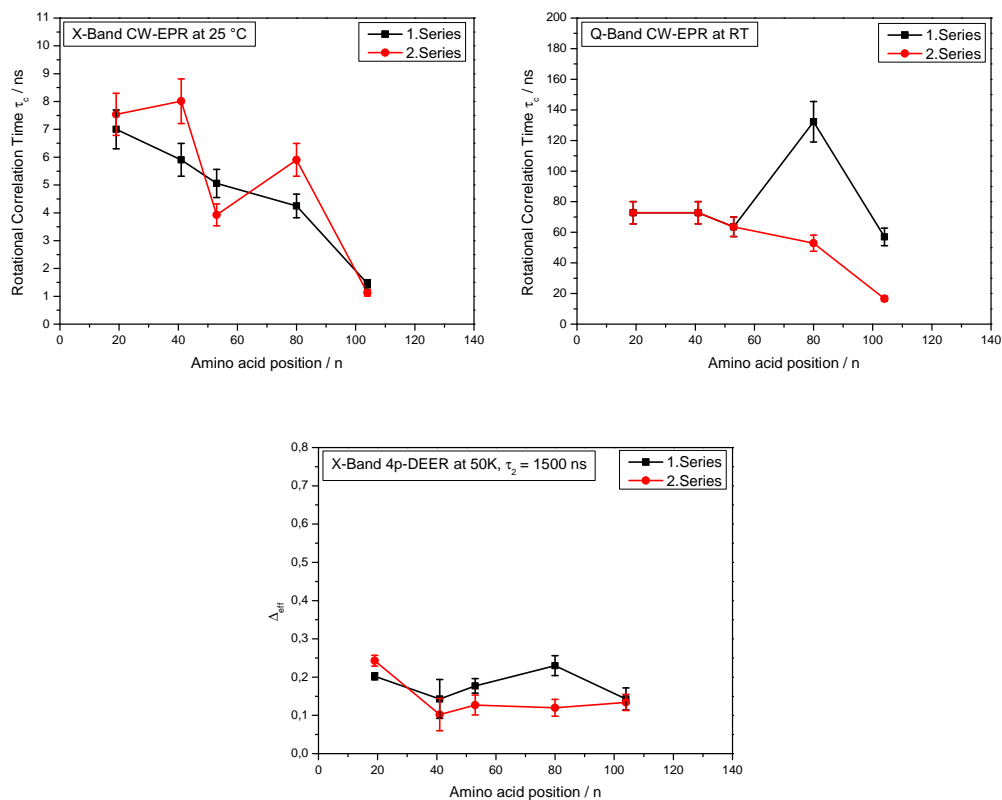 X-Band CW-EPR at 25 °C
1.Series
2.Series
Rotational Correlation Time τc / ns
11
10
9
8
7
6
5
4
3
2
1
0
0 20 40 60 80 100 120 140
Amino acid position / n
Q-Band CW-EPR at RT
1.Series
2.Series
Rotational Correlation Time τc / ns
200
180
160
140
120
100
80
60
40
20
0
0 20 40 60 80 100 120 140
Amino acid position / n
X-Band 4p-DEER at 50K, τ2 = 1500 ns
1.Series
2.Series
Δeff
0,8
0,7
0,6
0,5
0,4
0,3
0,2
0,1
0,0
0 20 40 60 80 100 120 140
Amino acid position / n